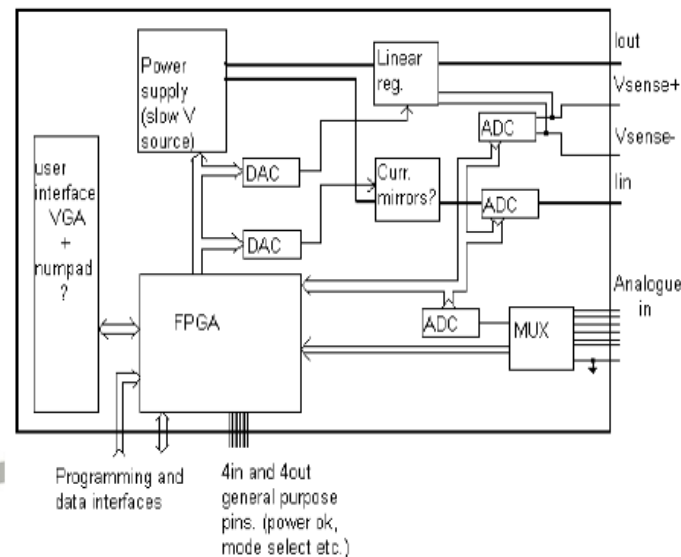 Power
supply
(slow V
source)
Linear
reg.
Iout
Vsense+
Vsense-
Iin
ADC
user
interface
VGA
+
numpad
?
DAC
Curr.
mirrors?
ADC
DAC
FPGA
ADC
MUX
Analogue
in
Programming and
data interfaces
4in and 4out
general purpose
pins. (power ok,
mode select etc.)